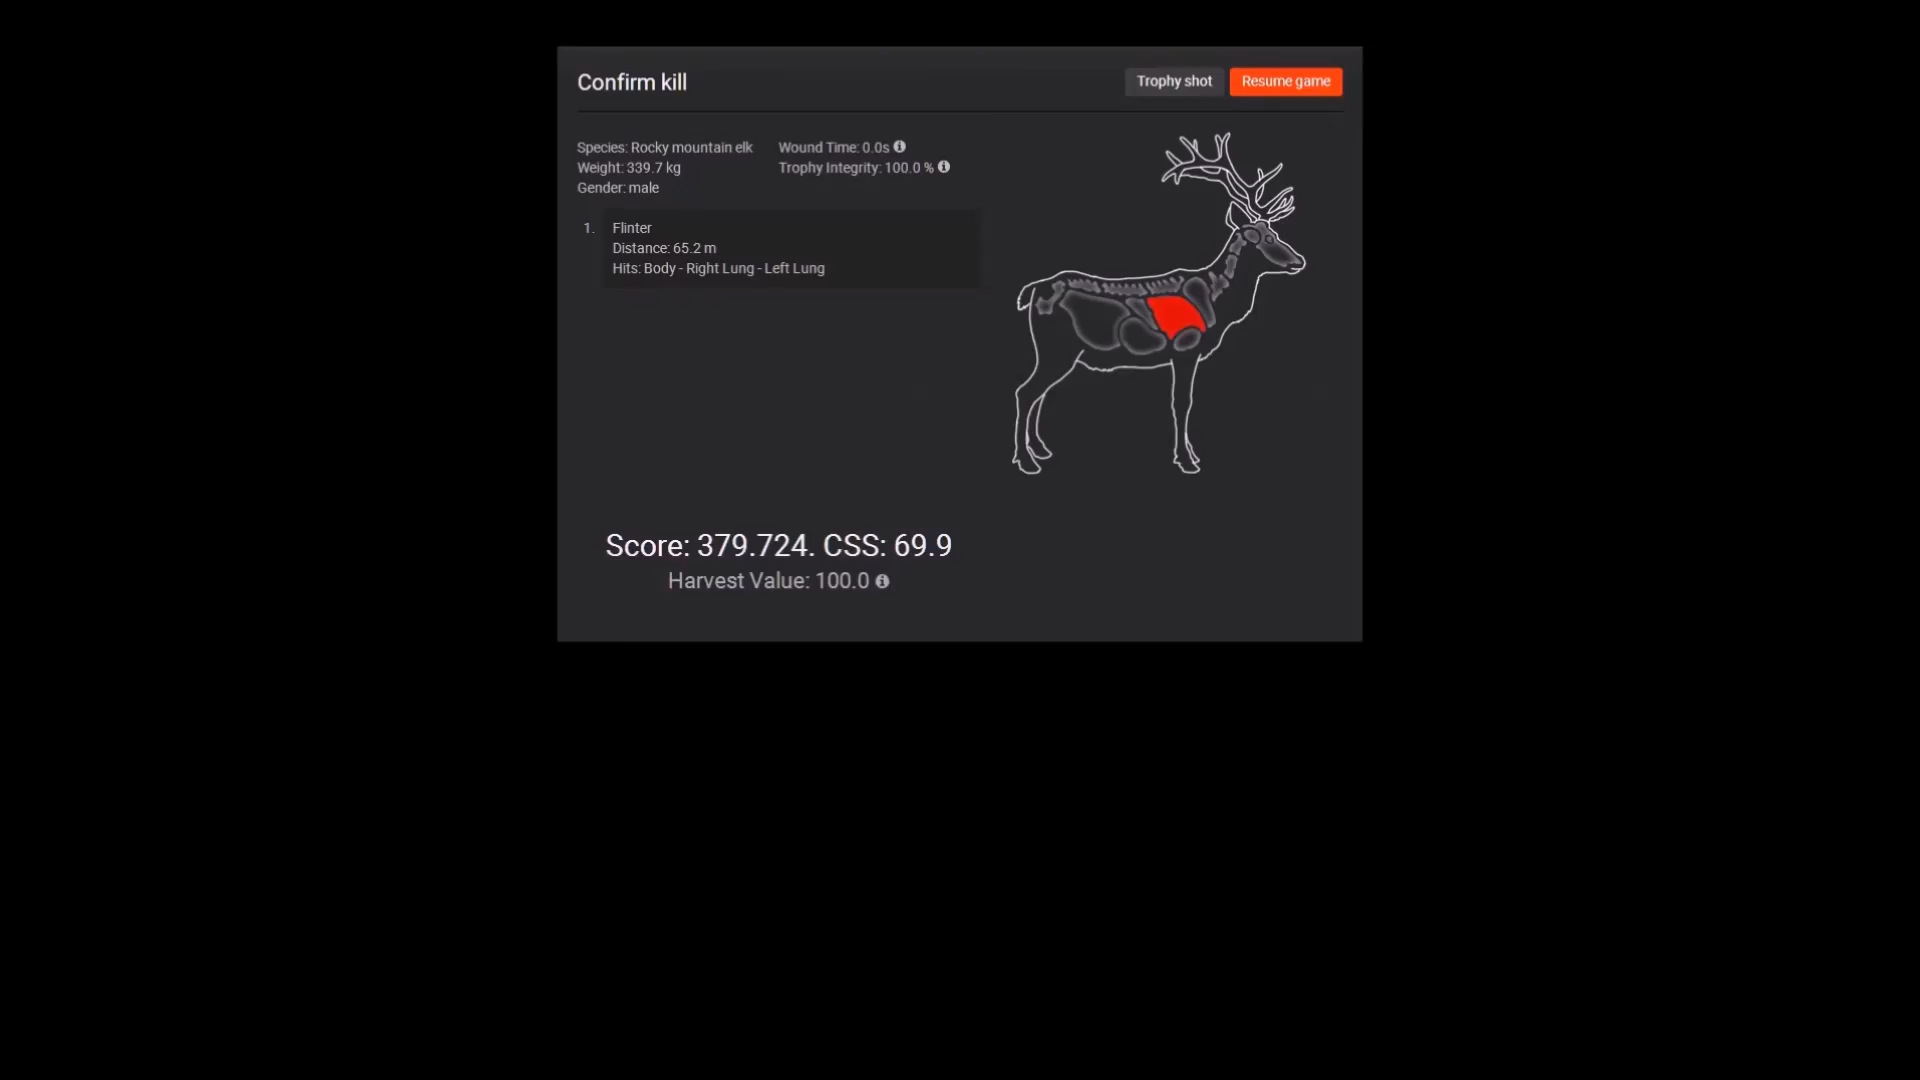 Confirm kill
Trophy shot
Resume game
Species: Rocky mountain elk
Weight: 339.7 kg
Gender: male
Wound Time: 0.0s
Trophy Integrity: 100.0 %
1. Flinter
Distance: 65.2 m
Hits: Body - Right Lung - Left Lung
Score: 379.724. CSS: 69.9
Harvest Value: 100.0